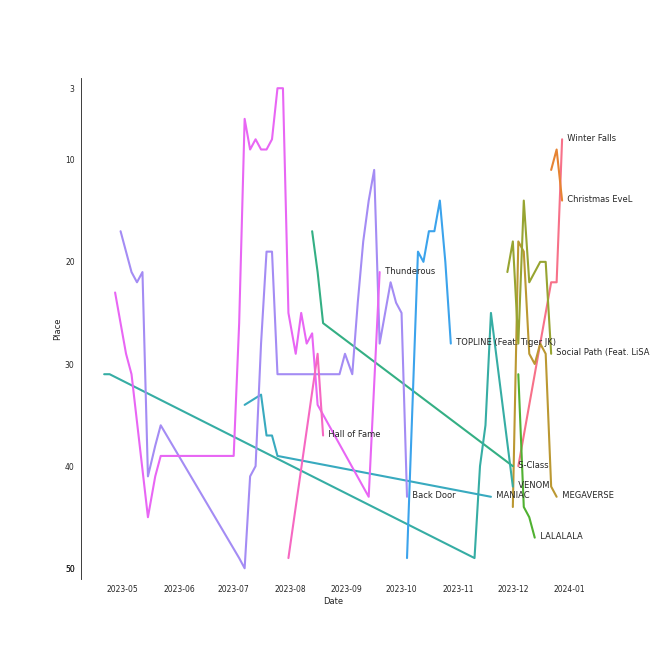 3
10
Winter Falls
Christmas EveL
20
Thunderous
Place
TOPLINE (Feat. Tiger JK)
Social Path (Feat. LiSA
30
Hall of Fame
40
S-Class
VENOM
Back Door
MANIAC
MEGAVERSE
LALALALA
50
2023-05
2023-06
2023-07
2023-08
2023-09
2023-10
2023-11
2023-12
2024-01
Date